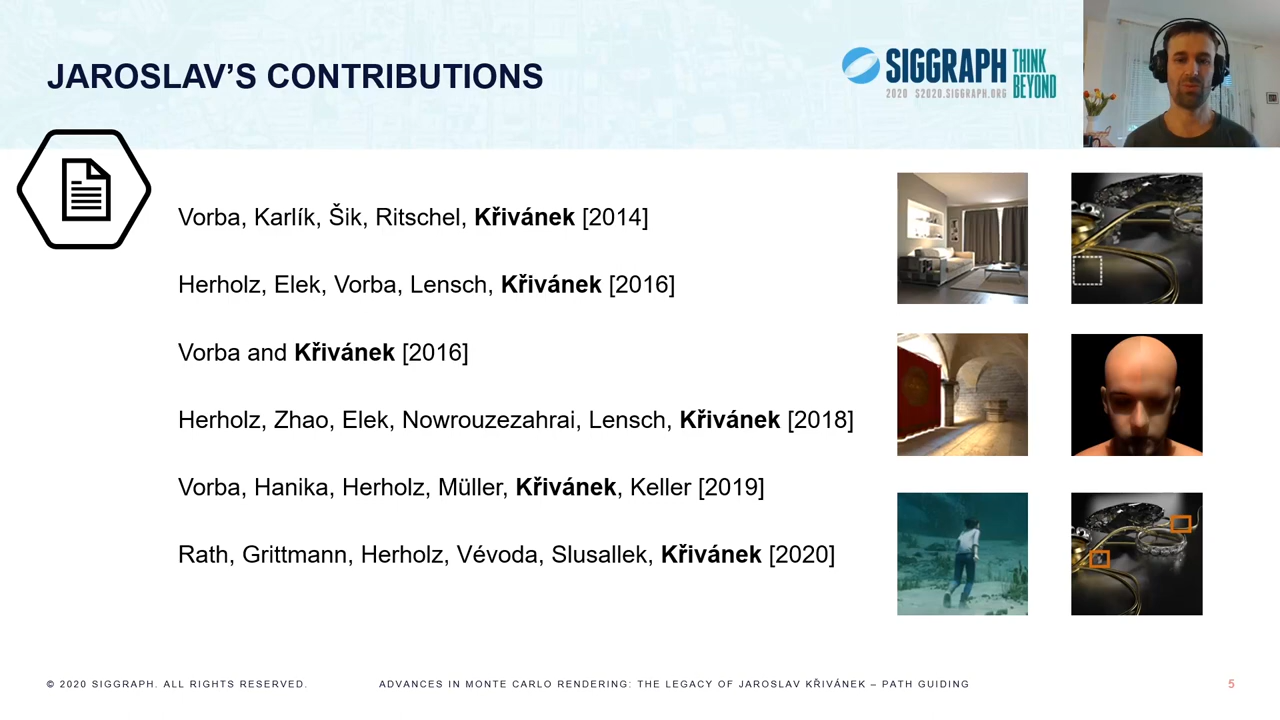 JAROSLAV'S CONTRIBUTIONS
SIGGRAPH
THINK
BEYOND
2020 S2020.SIGGRAPH.ORG
Vorba, Karlík, Šik, Ritschel, Křivánek [2014]
Herholz, Elek, Vorba, Lensch, Křivánek [2016]
Vorba and Křivánek [2016]
Herholz, Zhao, Elek, Nowrouzezahrai, Lensch, Křivánek [2018]
Vorba, Hanika, Herholz, Müller, Křivánek, Keller [2019]
Rath, Grittmann, Herholz, Vévoda, Slusallek, Křivánek [2020]
© 2020 SIGGRAPH. ALL RIGHTS RESERVED.
ADVANCES IN MONTE CARLO RENDERING: THE LEGACY OF JAROSLAV KŘIVÁNEK – PATH GUIDING
5